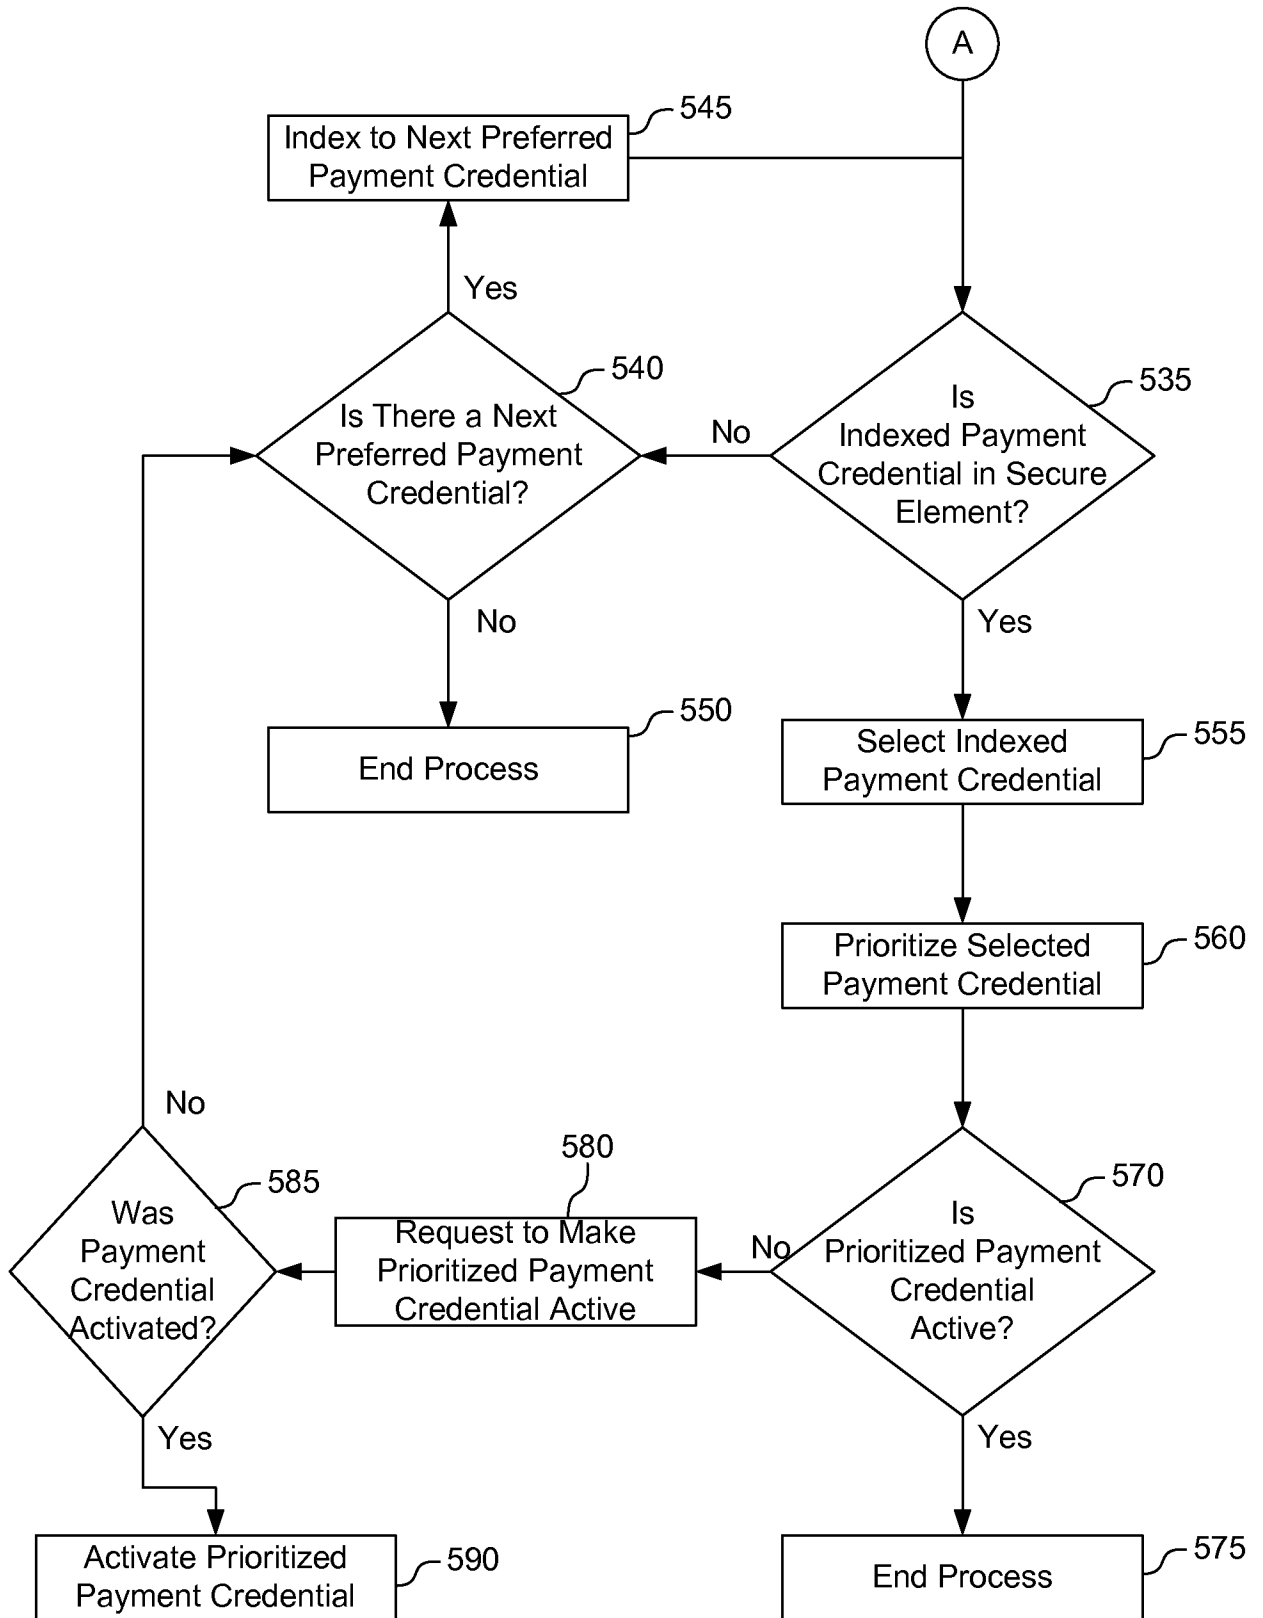 A
545
Index to Next Preferred
Payment Credential
Yes
540
Is There a Next
Preferred Payment
Credential?
No
535
Is
Indexed Payment
Credential in Secure
Element?
No
Yes
550
End Process
555
Select Indexed
Payment Credential
560
Prioritize Selected
Payment Credential
No
585
Was
Payment
Credential
Activated?
580
Request to Make
Prioritized Payment
Credential Active
No
570
Is
Prioritized Payment
Credential
Active?
Yes
Yes
590
Activate Prioritized
Payment Credential
575
End Process